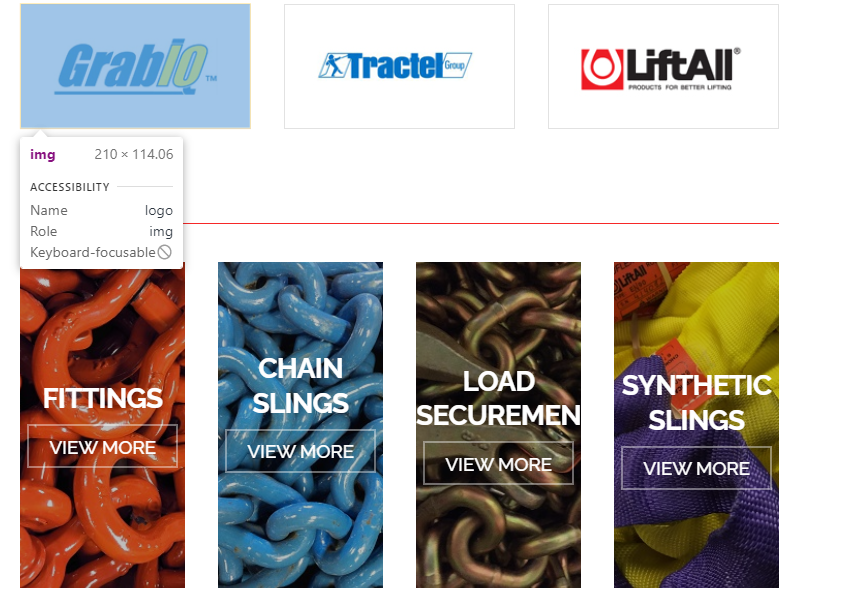 GrabiQ™
Tractel Group
LiftAll®
PRODUCTS FOR BETTER LIFTING
img 210 × 114.06
ACCESSIBILITY
Name logo
Role img
Keyboard-focusable
FITTINGS
VIEW MORE
CHAIN
SLINGS
VIEW MORE
LOAD
SECUREMEN
VIEW MORE
LiftAll
SYNTHETIC
SLINGS
VIEW MORE